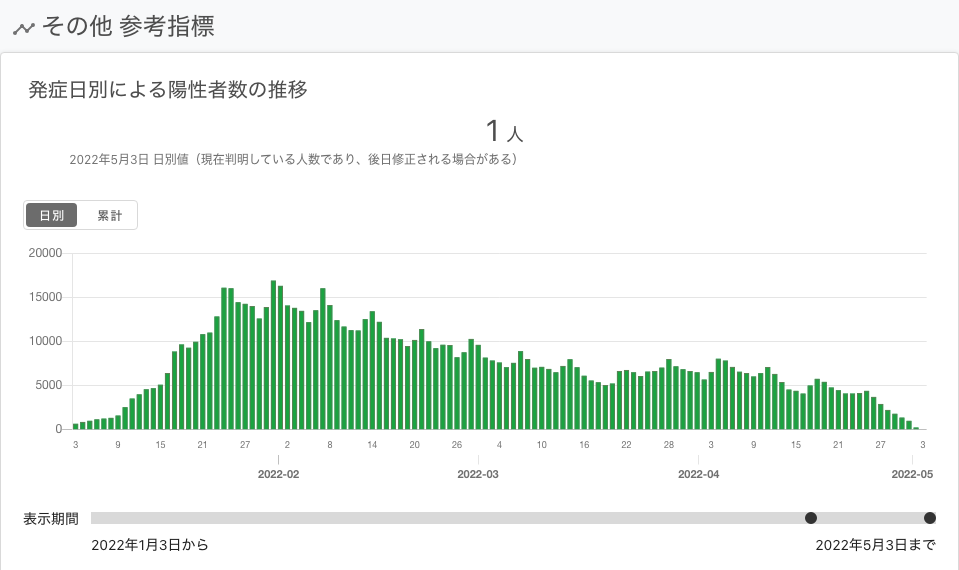 その他 参考指標
発症日別による陽性者数の推移
1 人
2022年5月3日 日別値（現在判明している人数であり、後日修正される場合がある）
日別 累計
20000
15000
10000
5000
0
3 9 15 21 27 2 8 14 20 26 4 10 16 22 28 3 9 15 21 27 3
2022-02 2022-03 2022-04 2022-05
表示期間
2022年1月3日から 2022年5月3日まで